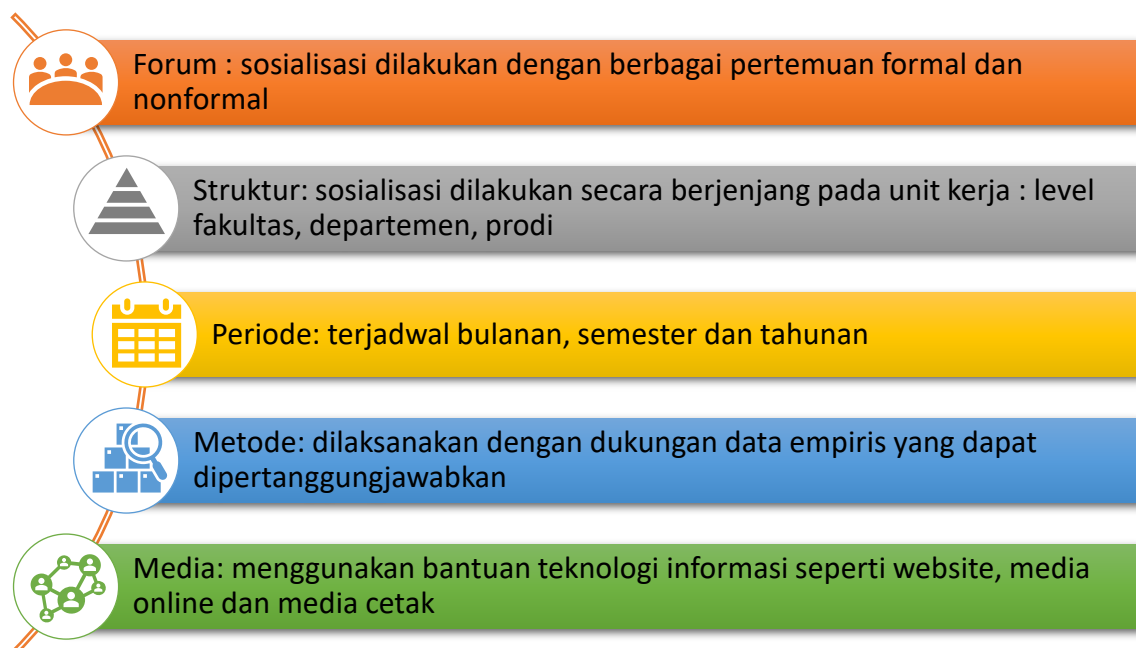 Forum : sosialisasi dilakukan dengan berbagai pertemuan formal dan
nonformal
Struktur: sosialisasi dilakukan secara berjenjang pada unit kerja : level
fakultas, departemen, prodi
Periode: terjadwal bulanan, semester dan tahunan
Metode: dilaksanakan dengan dukungan data empiris yang dapat
dipertanggungjawabkan
Media: menggunakan bantuan teknologi informasi seperti website, media
online dan media cetak